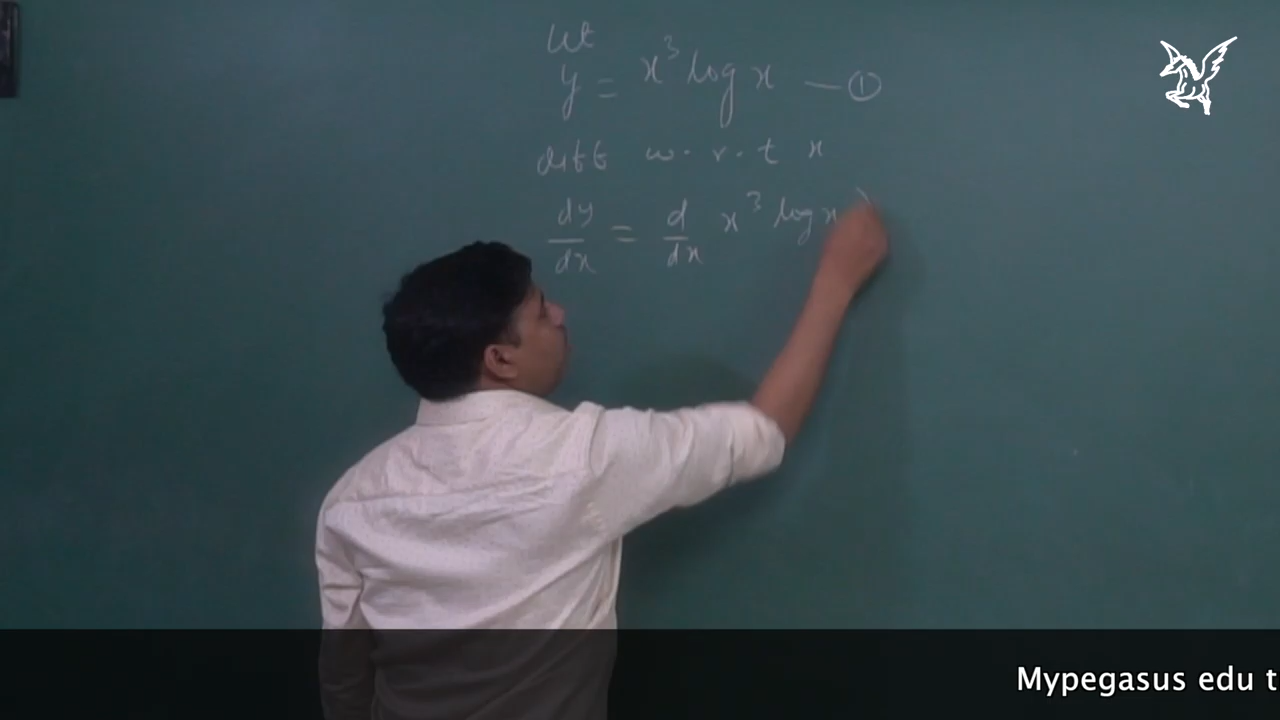 Let
y = x³ log x — ①
diff w.r.t x
dy/dx = d/dx x³ log x
Mypegasus edu t